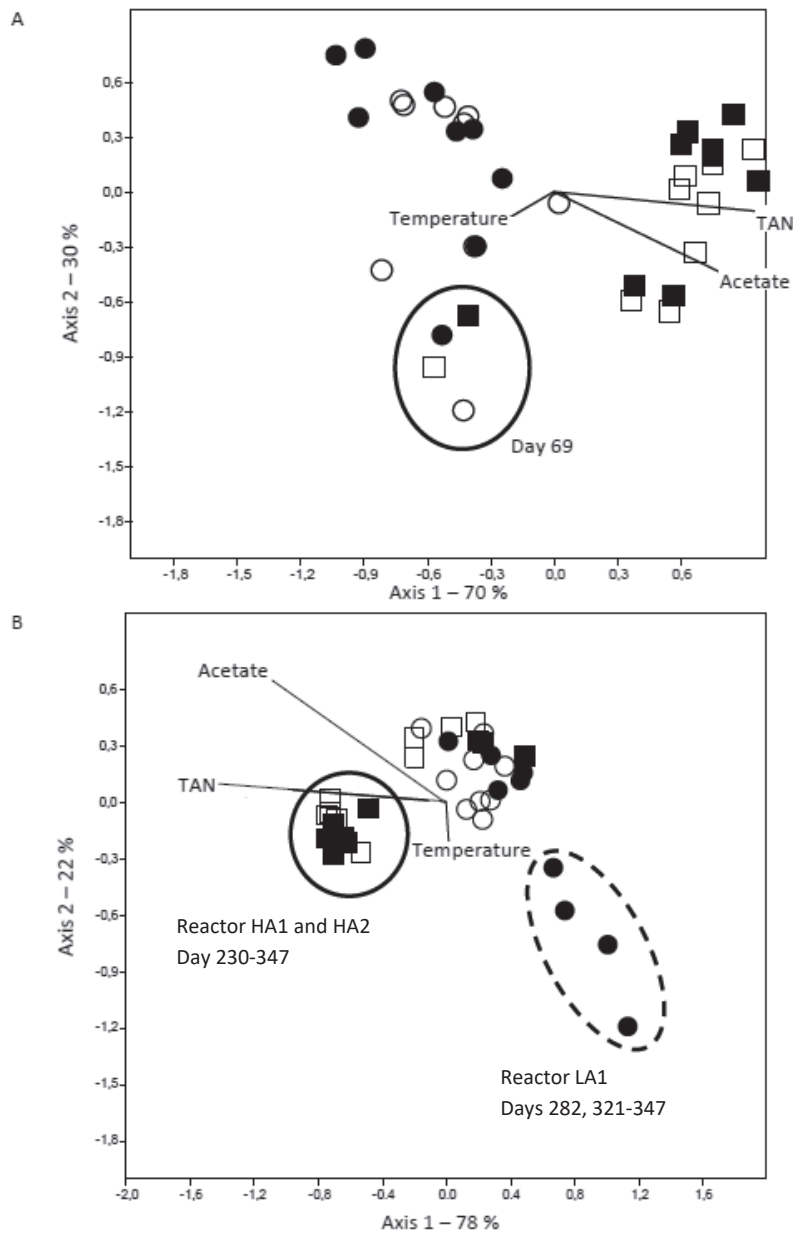 A
0,6
0,3
0,0
-0,3
-0,6
-0,9
-1,2
-1,5
-1,8
Axis 2 – 30 %
Temperature
TAN
Acetate
Day 69
-1,8
-1,5
-1,2
-0,9
-0,6
-0,3
0,0
0,3
0,6
Axis 1 – 70 %
B
0,6
0,3
0,0
-0,3
-0,6
-0,9
-1,2
-1,5
-1,8
Axis 2 – 22 %
Acetate
TAN
Temperature
Reactor HA1 and HA2
Day 230-347
Reactor LA1
Days 282, 321-347
-2,0
-1,6
-1,2
-0,8
-0,4
0.0
0.4
0,8
1,2
1,6
Axis 1 – 78 %